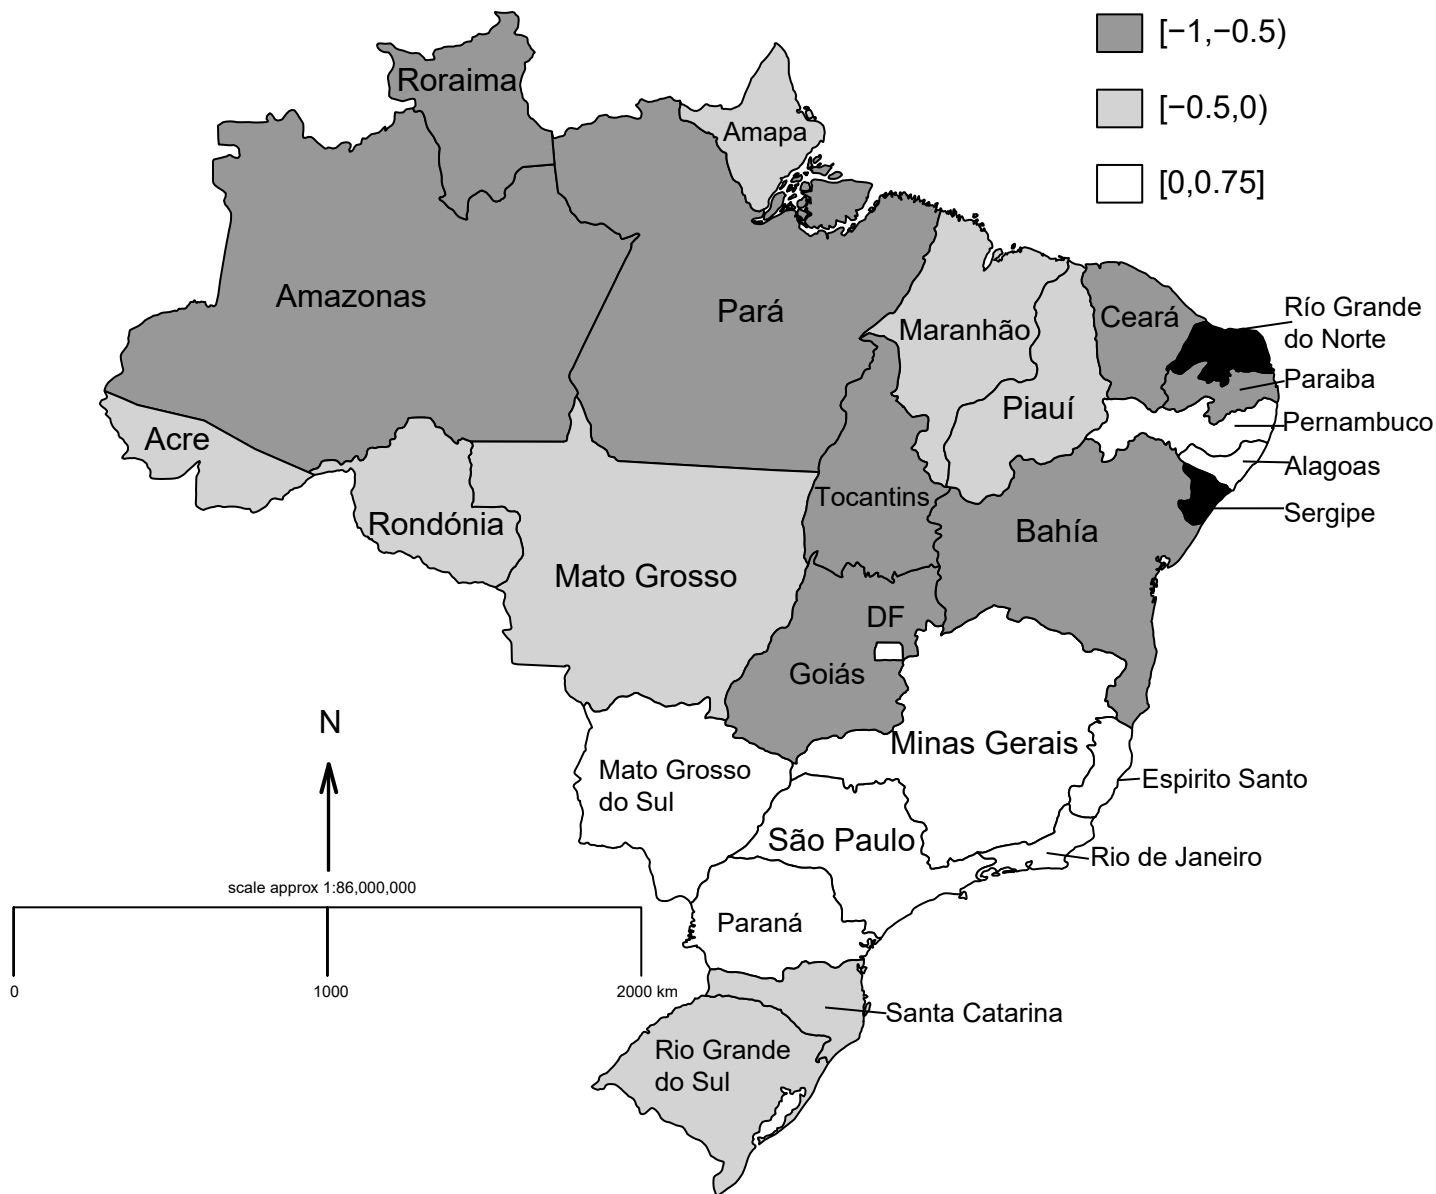 [−1,−0.5)
[−0.5,0)
[0,0.75]
Roraima
Amapa
Amazonas
Pará
Maranhão
Ceará
Río Grande
do Norte
Paraiba
Piauí
Pernambuco
Acre
Alagoas
Tocantins
Sergipe
Rondónia
Bahía
Mato Grosso
DF
Goiás
N
Minas Gerais
Mato Grosso
do Sul
Espirito Santo
São Paulo
Rio de Janeiro
scale approx 1:86,000,000
Paraná
0
1000
2000 km
Santa Catarina
Rio Grande
do Sul